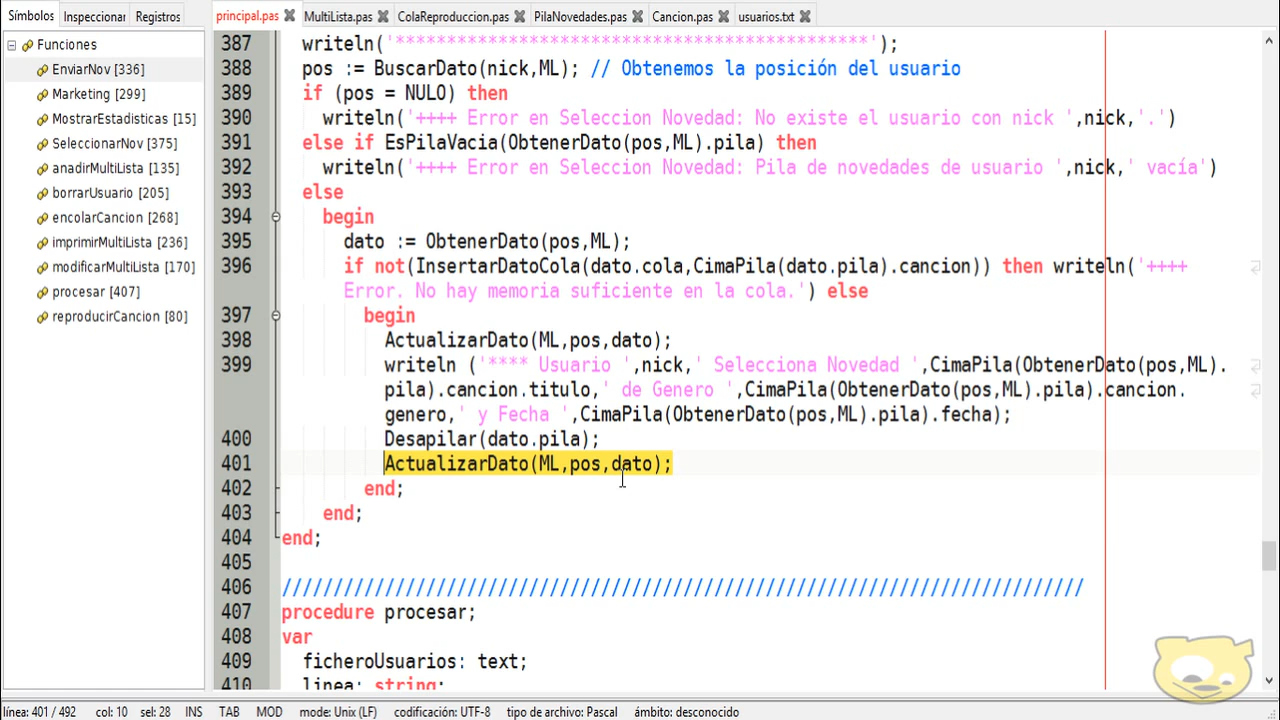 Símbolos Inspeccionar Registros
principal.pas MultiLista.pas ColaReproduccion.pas PilaNovedades.pas Cancion.pas usuarios.txt
Funciones
EnviarNov [336]
Marketing [299]
MostrarEstadisticas [15]
SeleccionarNov [375]
anadirMultiLista [135]
borrarUsuario [205]
encolarCancion [268]
imprimirMultiLista [236]
modificarMultiLista [170]
procesar [407]
reproducirCancion [80]
387 writeln('**********************************************');
388 pos := BuscarDato(nick,ML); // Obtenemos la posición del usuario
389 if (pos = NULO) then
390 writeln('++++ Error en Seleccion Novedad: No existe el usuario con nick ',nick,'.')
391 else if EsPilaVacia(ObtenerDato(pos,ML).pila) then
392 writeln('++++ Error en Seleccion Novedad: Pila de novedades de usuario ',nick,' vacía')
393 else
394 begin
395 dato := ObtenerDato(pos,ML);
396 if not(InsertarDatoCola(dato.cola,CimaPila(dato.pila).cancion)) then writeln('++++
Error. No hay memoria suficiente en la cola.') else
397 begin
398 ActualizarDato(ML,pos,dato);
399 writeln ('**** Usuario ',nick,' Selecciona Novedad ',CimaPila(ObtenerDato(pos,ML).
pila).cancion.titulo,' de Genero ',CimaPila(ObtenerDato(pos,ML).pila).cancion.
genero,' y Fecha ',CimaPila(ObtenerDato(pos,ML).pila).fecha);
400 Desapilar(dato.pila);
401 ActualizarDato(ML,pos,dato);
402 end;
403 end;
404 end;
405
406 //////////////////////////////////////////////////////////////////////////////
407 procedure procesar;
408 var
409 ficheroUsuarios: text;
410 linea: string;
línea: 401 / 492 col: 10 sel: 28 INS TAB MOD mode: Unix (LF) codificación: UTF-8 tipo de archivo: Pascal ámbito: desconocido